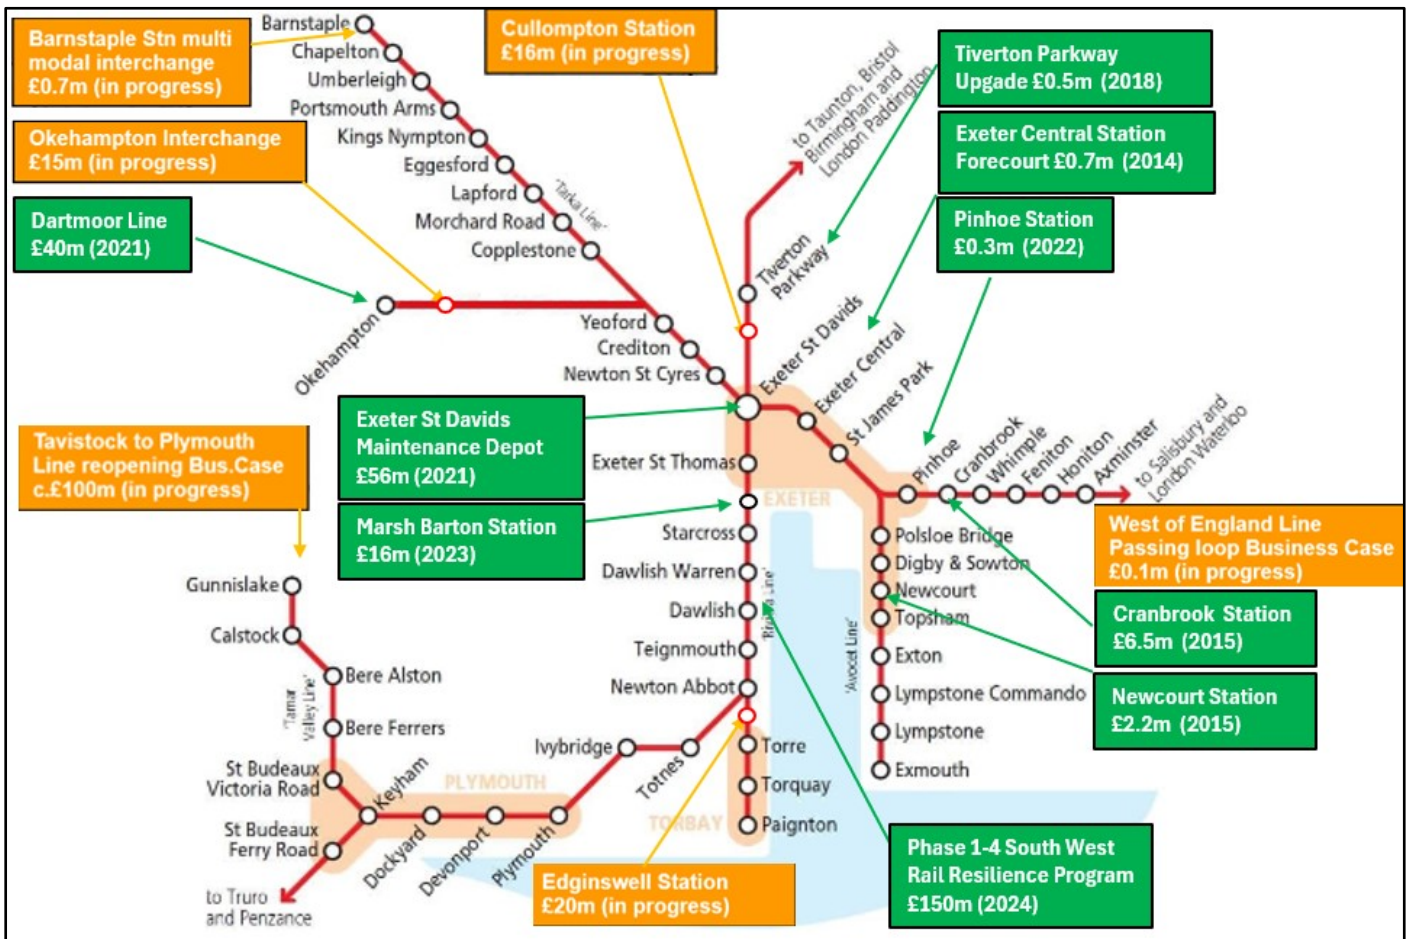 Barnstaple Stn multi
modal interchange
£0.7m (in progress)
Okehampton Interchange
£15m (in progress)
Dartmoor Line
£40m (2021)
Cullompton Station
£16m (in progress)
Tiverton Parkway
Upgade £0.5m (2018)
Exeter Central Station
Forecourt £0.7m (2014)
Pinhoe Station
£0.3m (2022)
Barnstaple
Chapelton
Umberleigh
Portsmouth Arms
Kings Nympton
Eggesford
Lapford
Morchard Road
Copplestone
'Tarka Line'
to Taunton, Bristol
Birmingham and
London Paddington
Tiverton
Parkway
Okehampton
Yeoford
Crediton
Newton St Cyres
Exeter St Davids
Exeter Central
St James Park
Pinhoe
Cranbrook
Whimple
Feniton
Honiton
Axminster
to Salisbury and
London Waterloo
Exeter St Davids
Maintenance Depot
£56m (2021)
Marsh Barton Station
£16m (2023)
Tavistock to Plymouth
Line reopening Bus.Case
c.£100m (in progress)
West of England Line
Passing loop Business Case
£0.1m (in progress)
Cranbrook Station
£6.5m (2015)
Newcourt Station
£2.2m (2015)
Exeter St Thomas
EXETER
Starcross
Dawlish Warren
Dawlish
Teignmouth
Newton Abbot
'Riviera Line'
'Avocet Line'
Polsloe Bridge
Digby & Sowton
Newcourt
Topsham
Exton
Lympstone Commando
Lympstone
Exmouth
Gunnislake
Calstock
Bere Alston
Bere Ferrers
'Tamar
Valley Line'
St Budeaux
Victoria Road
St Budeaux
Ferry Road
Keyham
Dockyard
Devonport
Plymouth
PLYMOUTH
Ivybridge
Totnes
TORBAY
Torre
Torquay
Paignton
to Truro
and Penzance
Edginswell Station
£20m (in progress)
Phase 1-4 South West
Rail Resilience Program
£150m (2024)